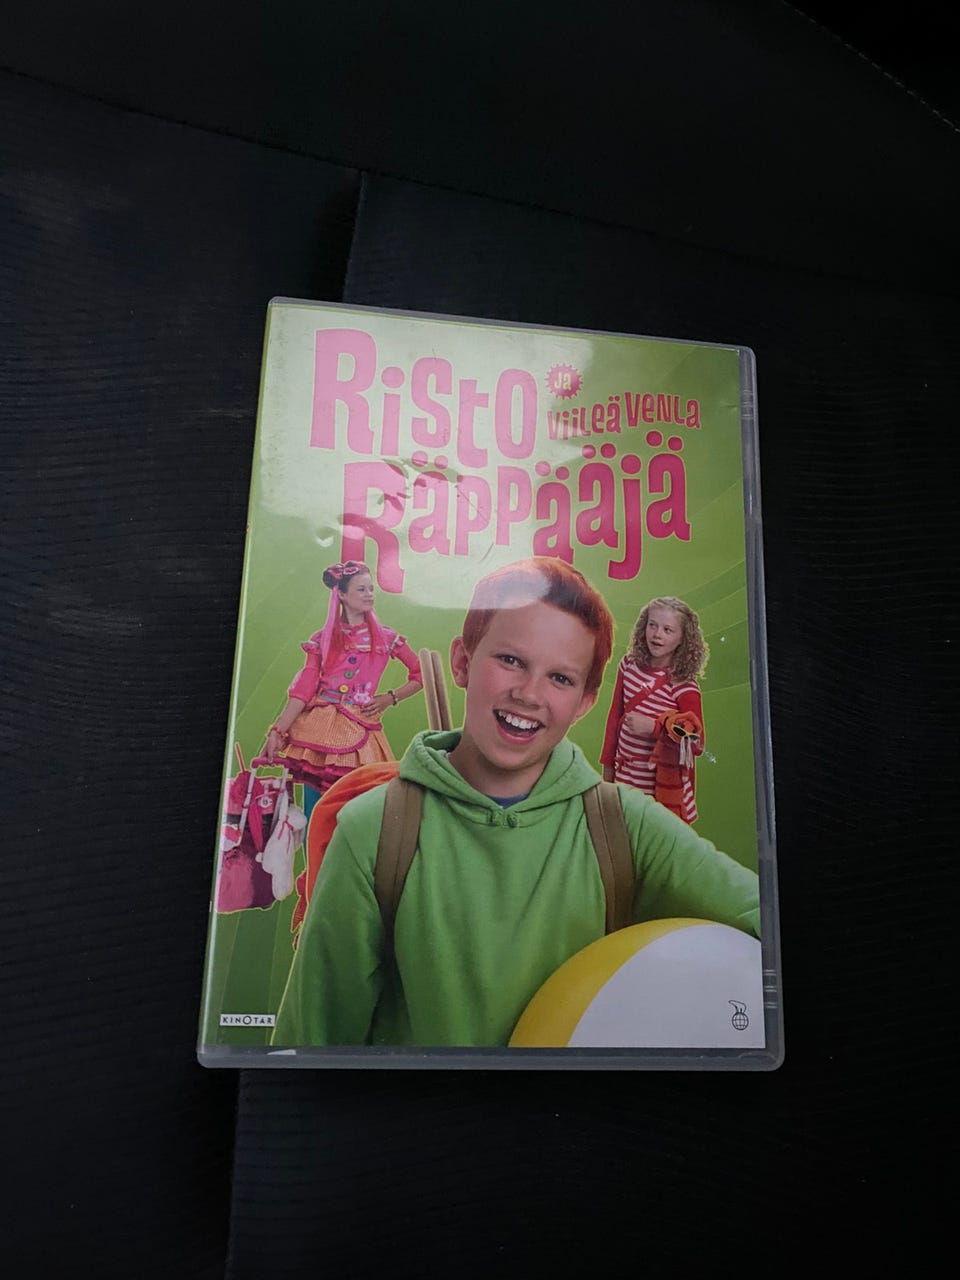 Risto
ja
viileä Venla
Räppääjä
KINOTAR